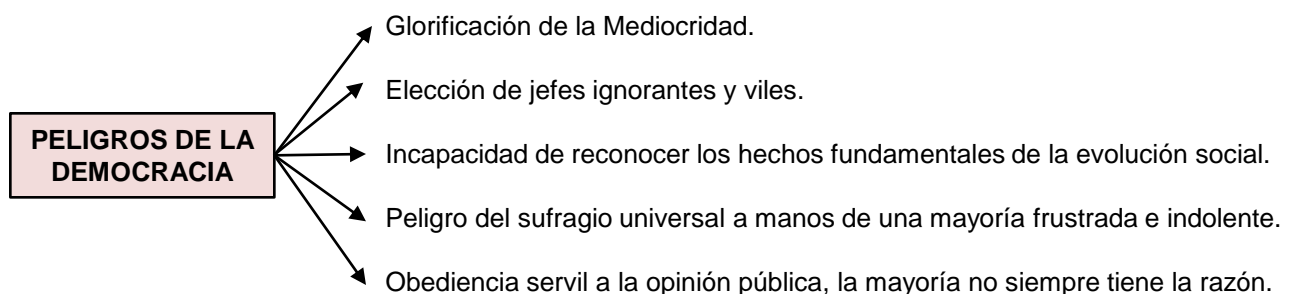 Glorificación de la Mediocridad.
Elección de jefes ignorantes y viles.
PELIGROS DE LA
DEMOCRACIA
Incapacidad de reconocer los hechos fundamentales de la evolución social.
Peligro del sufragio universal a manos de una mayoría frustrada e indolente.
Obediencia servil a la opinión pública, la mayoría no siempre tiene la razón.